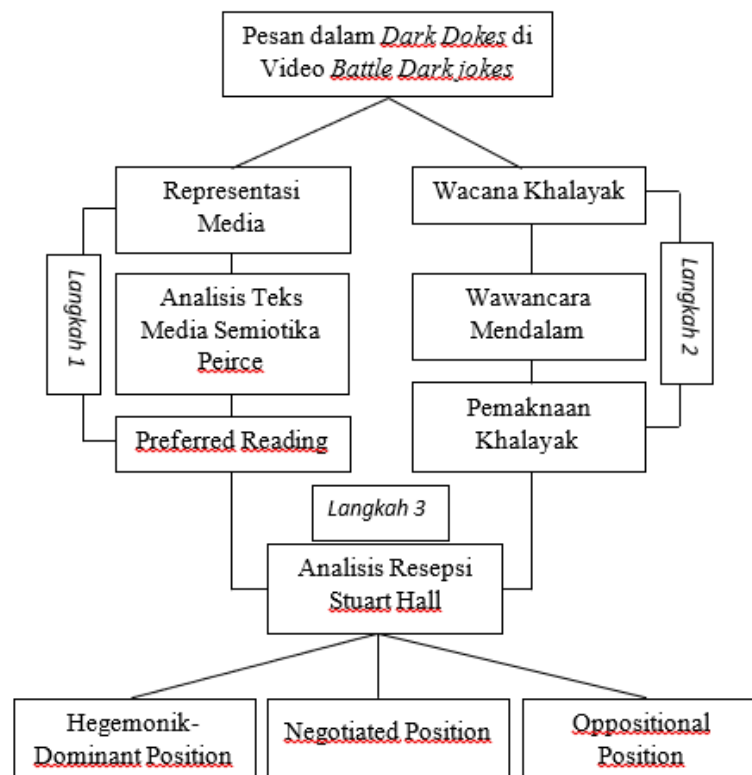 Pesan dalam Dark Dokes di
Video Battle Dark jokes
Representasi
Media
Wacana Khalayak
Langkah 1
Analisis Teks
Media Semiotika
Peirce
Wawancara
Mendalam
Langkah 2
Preferred Reading
Pemaknaan
Khalayak
Langkah 3
Analisis Resepsi
Stuart Hall
Hegemonik-
Dominant Position
Negotiated Position
Oppositional
Position